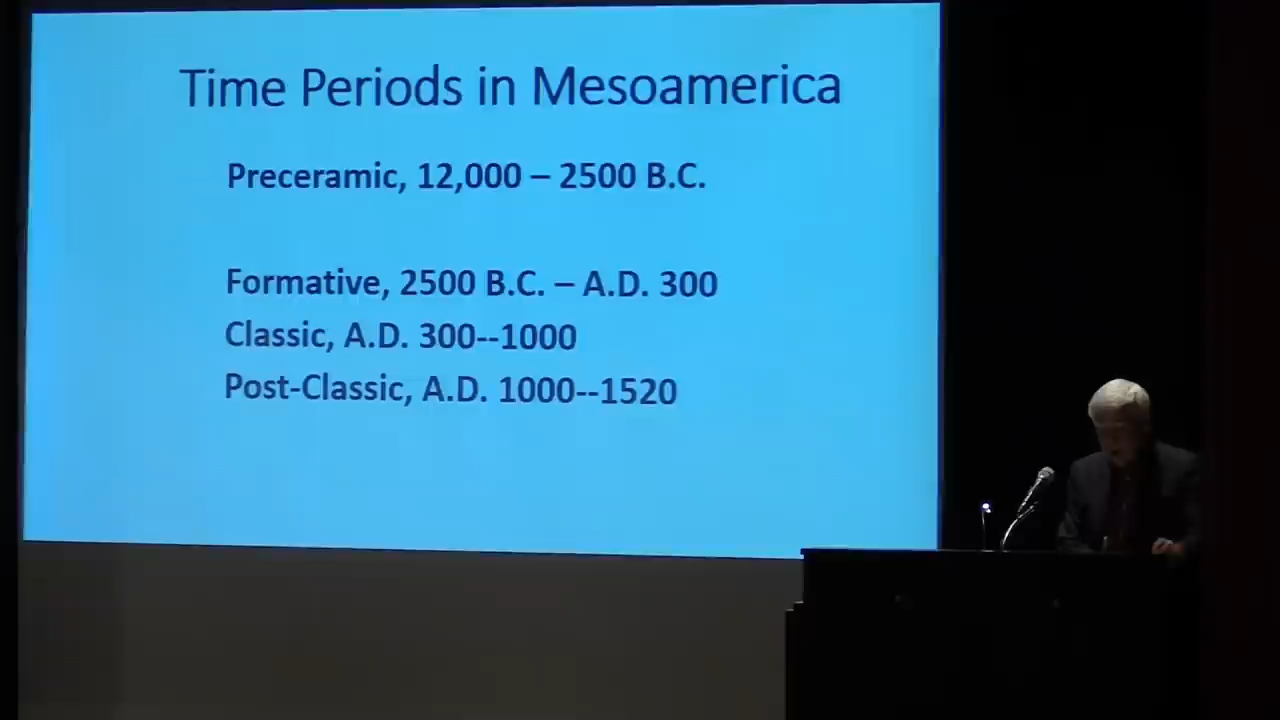 Time Periods in Mesoamerica
Preceramic, 12,000 – 2500 B.C.
Formative, 2500 B.C. – A.D. 300
Classic, A.D. 300--1000
Post-Classic, A.D. 1000--1520